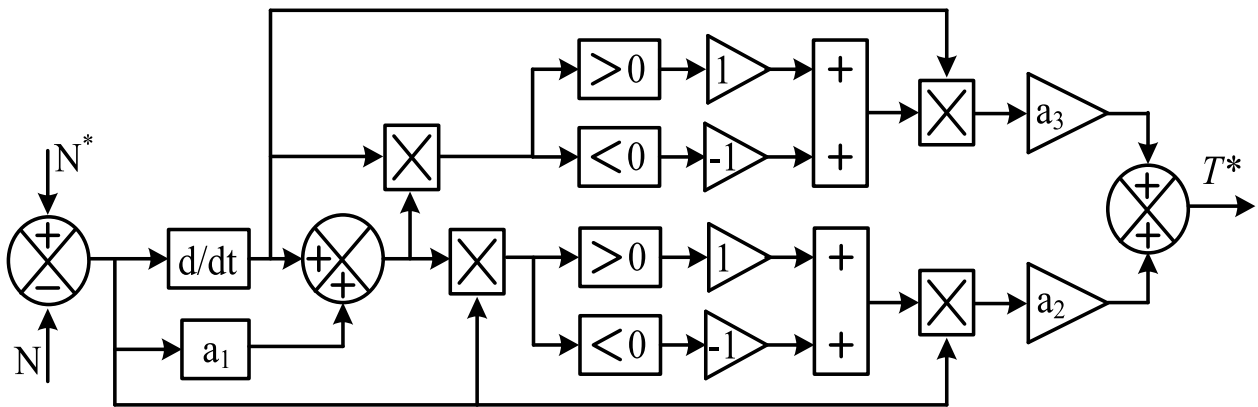 N*
+
−
N
d/dt
a₁
+
+
>0
1
<0
-1
+
+
a₃
>0
1
<0
-1
+
+
a₂
+
+
T*